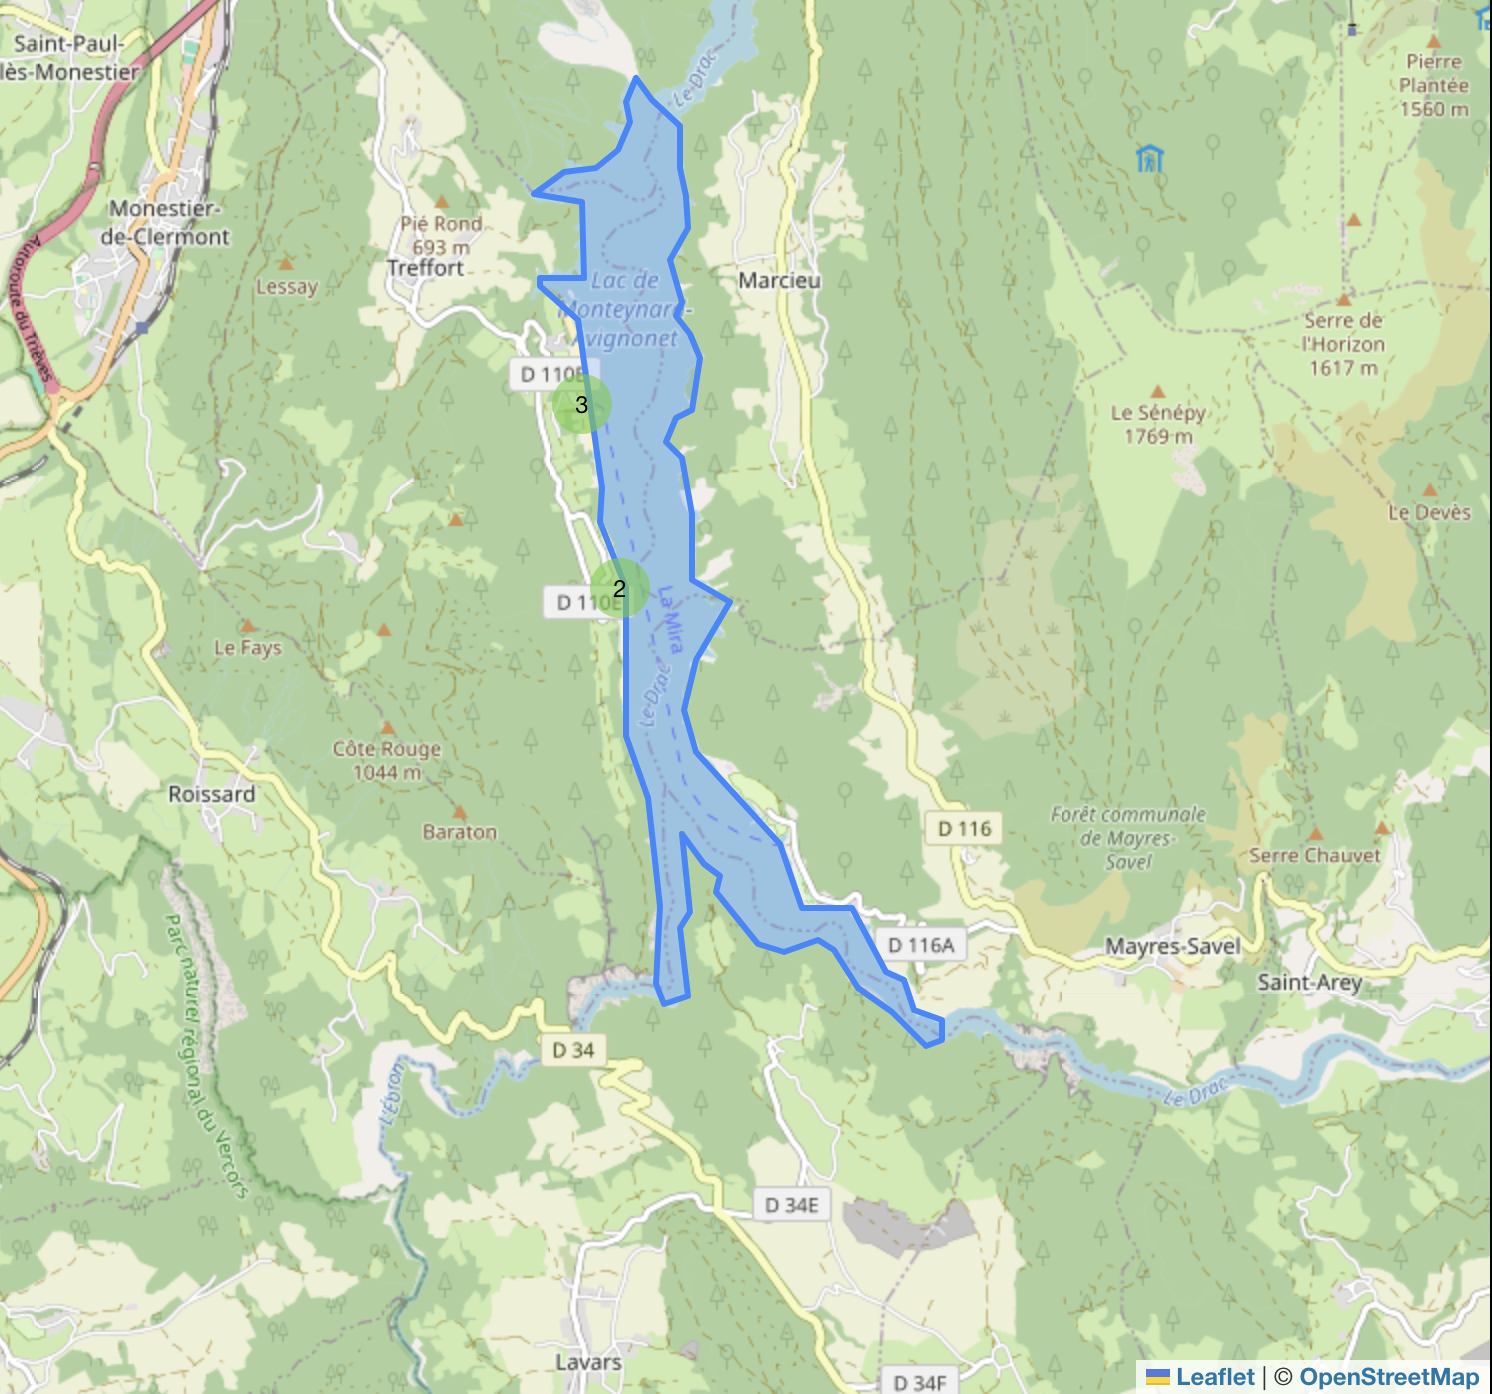 Saint-Paul-
lès-Monestier
Le Drac
Pierre
Plantée
1560 m
Monestier-
de-Clermont
Autoroute du Trièves
Pié Rond
693 m
Treffort
Lessay
Lac de
Monteynard-
Avignonet
Marcieu
Serre de
l'Horizon
1617 m
D 110E
3
Le Sénépy
1769 m
Le Devès
2
D 110E
La Mira
Le Fays
Le Drac
Côte Rouge
1044 m
Roissard
Baraton
D 116
Forêt communale
de Mayres-
Savel
Serre Chauvet
D 116A
Mayres-Savel
Saint-Arey
Parc naturel régional du Vercors
D 34
L'Ébron
Le Drac
D 34E
Lavars
D 34F
Leaflet | © OpenStreetMap